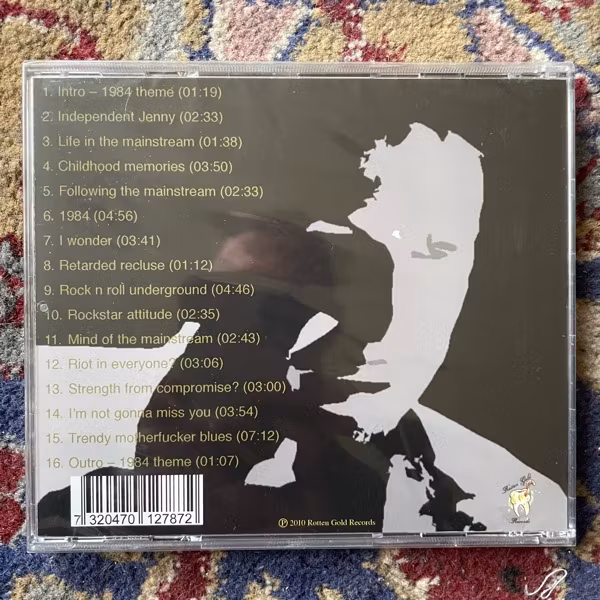 1. Intro – 1984 theme (01:19)
2. Independent Jenny (02:33)
3. Life in the mainstream (01:38)
4. Childhood memories (03:50)
5. Following the mainstream (02:33)
6. 1984 (04:56)
7. I wonder (03:41)
8. Retarded recluse (01:12)
9. Rock n roll underground (04:46)
10. Rockstar attitude (02:35)
11. Mind of the mainstream (02:43)
12. Riot in everyone? (03:06)
13. Strength from compromise? (03:00)
14. I'm not gonna miss you (03:54)
15. Trendy motherfucker blues (07:12)
16. Outro – 1984 theme (01:07)
7 320470 127872
℗ 2010 Rotten Gold Records
Rotten Gold
Records